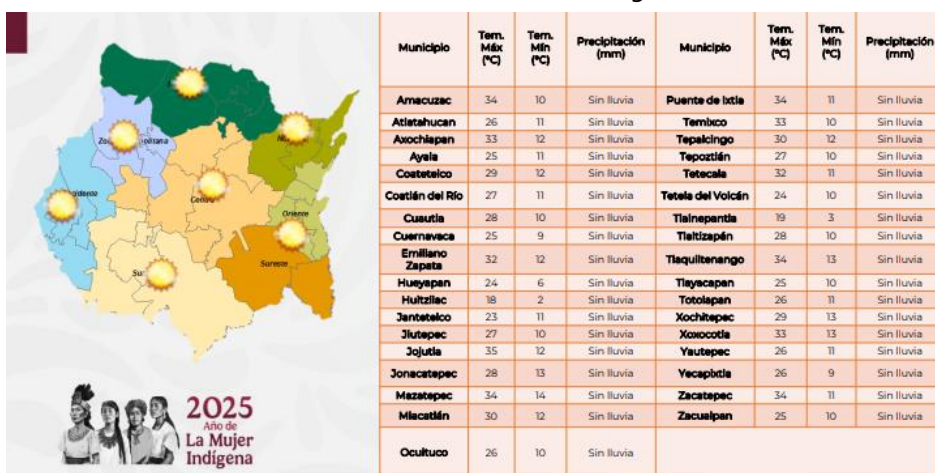 Municipio Tem. Máx (°C) Tem. Mín (°C) Precipitación (mm) Municipio Tem. Máx (°C) Tem. Mín (°C) Precipitación (mm)
Amacuzac 34 10 Sin lluvia Puente de Ixtla 34 11 Sin lluvia
Atlatahucan 26 11 Sin lluvia Temixco 33 10 Sin lluvia
Axochiapan 33 12 Sin lluvia Tepalcingo 30 12 Sin lluvia
Ayala 25 11 Sin lluvia Tepoztlán 27 10 Sin lluvia
Coatetelco 29 12 Sin lluvia Tetecala 32 11 Sin lluvia
Coatlán del Río 27 11 Sin lluvia Tetela del Volcán 24 10 Sin lluvia
Cuautla 28 10 Sin lluvia Tlalnepantla 19 3 Sin lluvia
Cuernavaca 25 9 Sin lluvia Tlaltizapán 28 10 Sin lluvia
Emiliano Zapata 32 12 Sin lluvia Tlaquiltenango 34 13 Sin lluvia
Hueyapan 24 6 Sin lluvia Tlayacapan 25 10 Sin lluvia
Huitzilac 18 2 Sin lluvia Totolapan 26 11 Sin lluvia
Jantetelco 23 11 Sin lluvia Xochitepec 29 13 Sin lluvia
Jiutepec 27 10 Sin lluvia Xoxocotla 33 13 Sin lluvia
Jojutla 35 12 Sin lluvia Yautepec 26 11 Sin lluvia
Jonacatepec 28 13 Sin lluvia Yecapixtla 26 9 Sin lluvia
Mazatepec 34 14 Sin lluvia Zacatepec 34 11 Sin lluvia
Miacatlán 30 12 Sin lluvia Zacualpan 25 10 Sin lluvia
Ocuituco 26 10 Sin lluvia
Oriente
Sureste
2025
Año de
La Mujer
Indígena